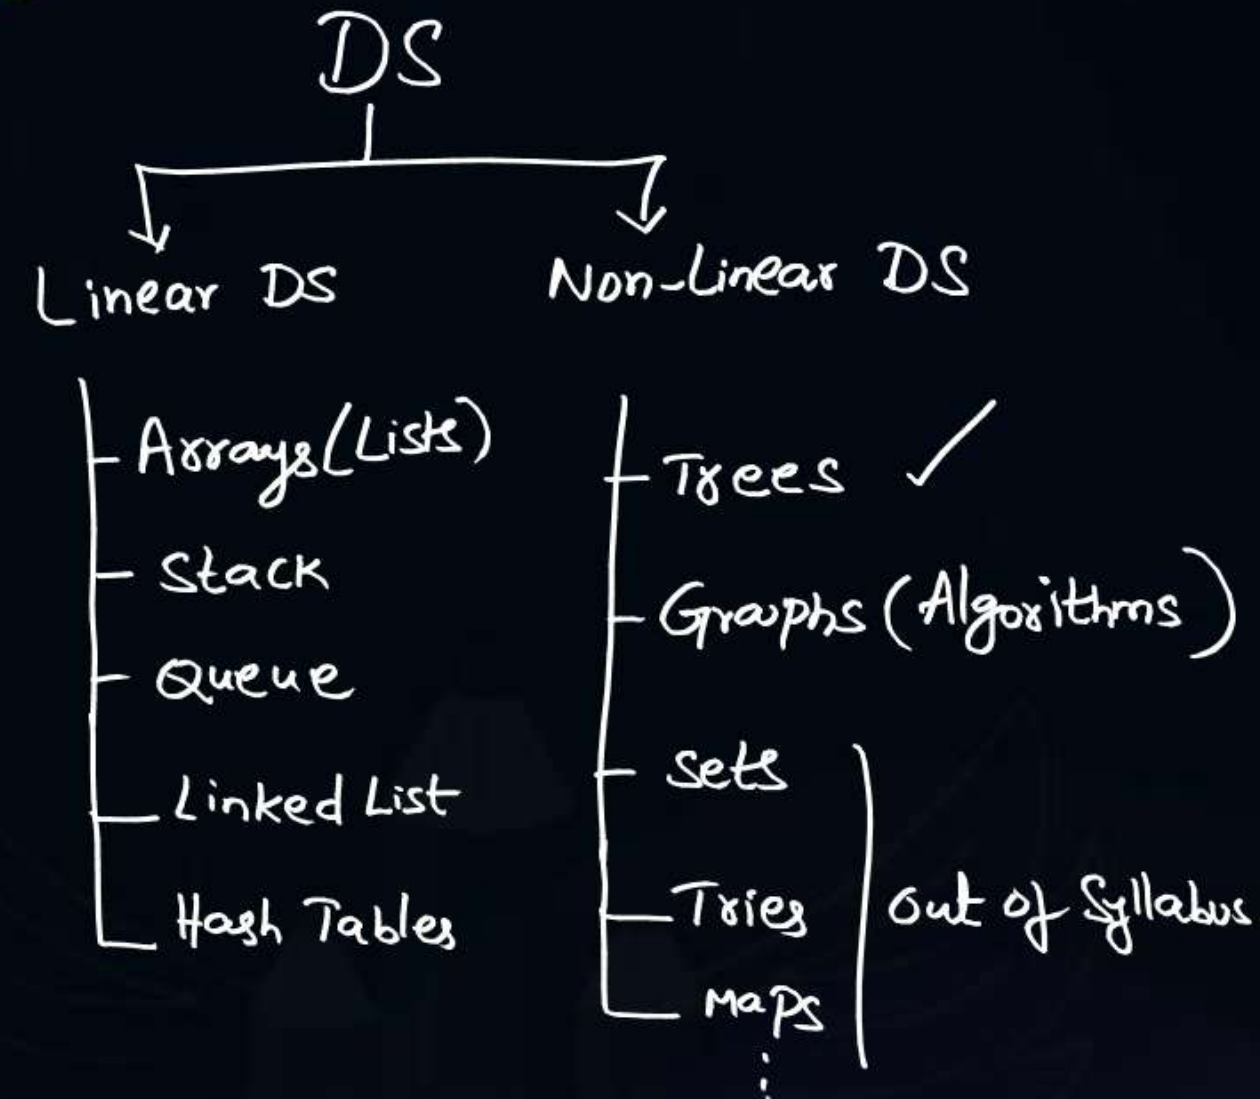 DS
Linear DS
Non-Linear DS
Arrays (Lists)
Stack
Queue
Linked List
Hash Tables
Trees ✓
Graphs (Algorithms)
Sets
Tries
Maps
out of Syllabus